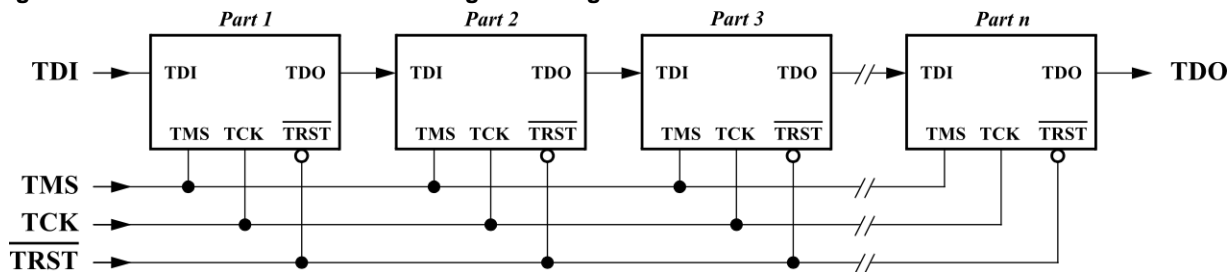 Part 1 Part 2 Part 3 Part n
TDI TDI TDO TDI TDO TDI TDO TDI TDO TDO
TMS TCK TRST TMS TCK TRST TMS TCK TRST TMS TCK TRST
TMS
TCK
TRST